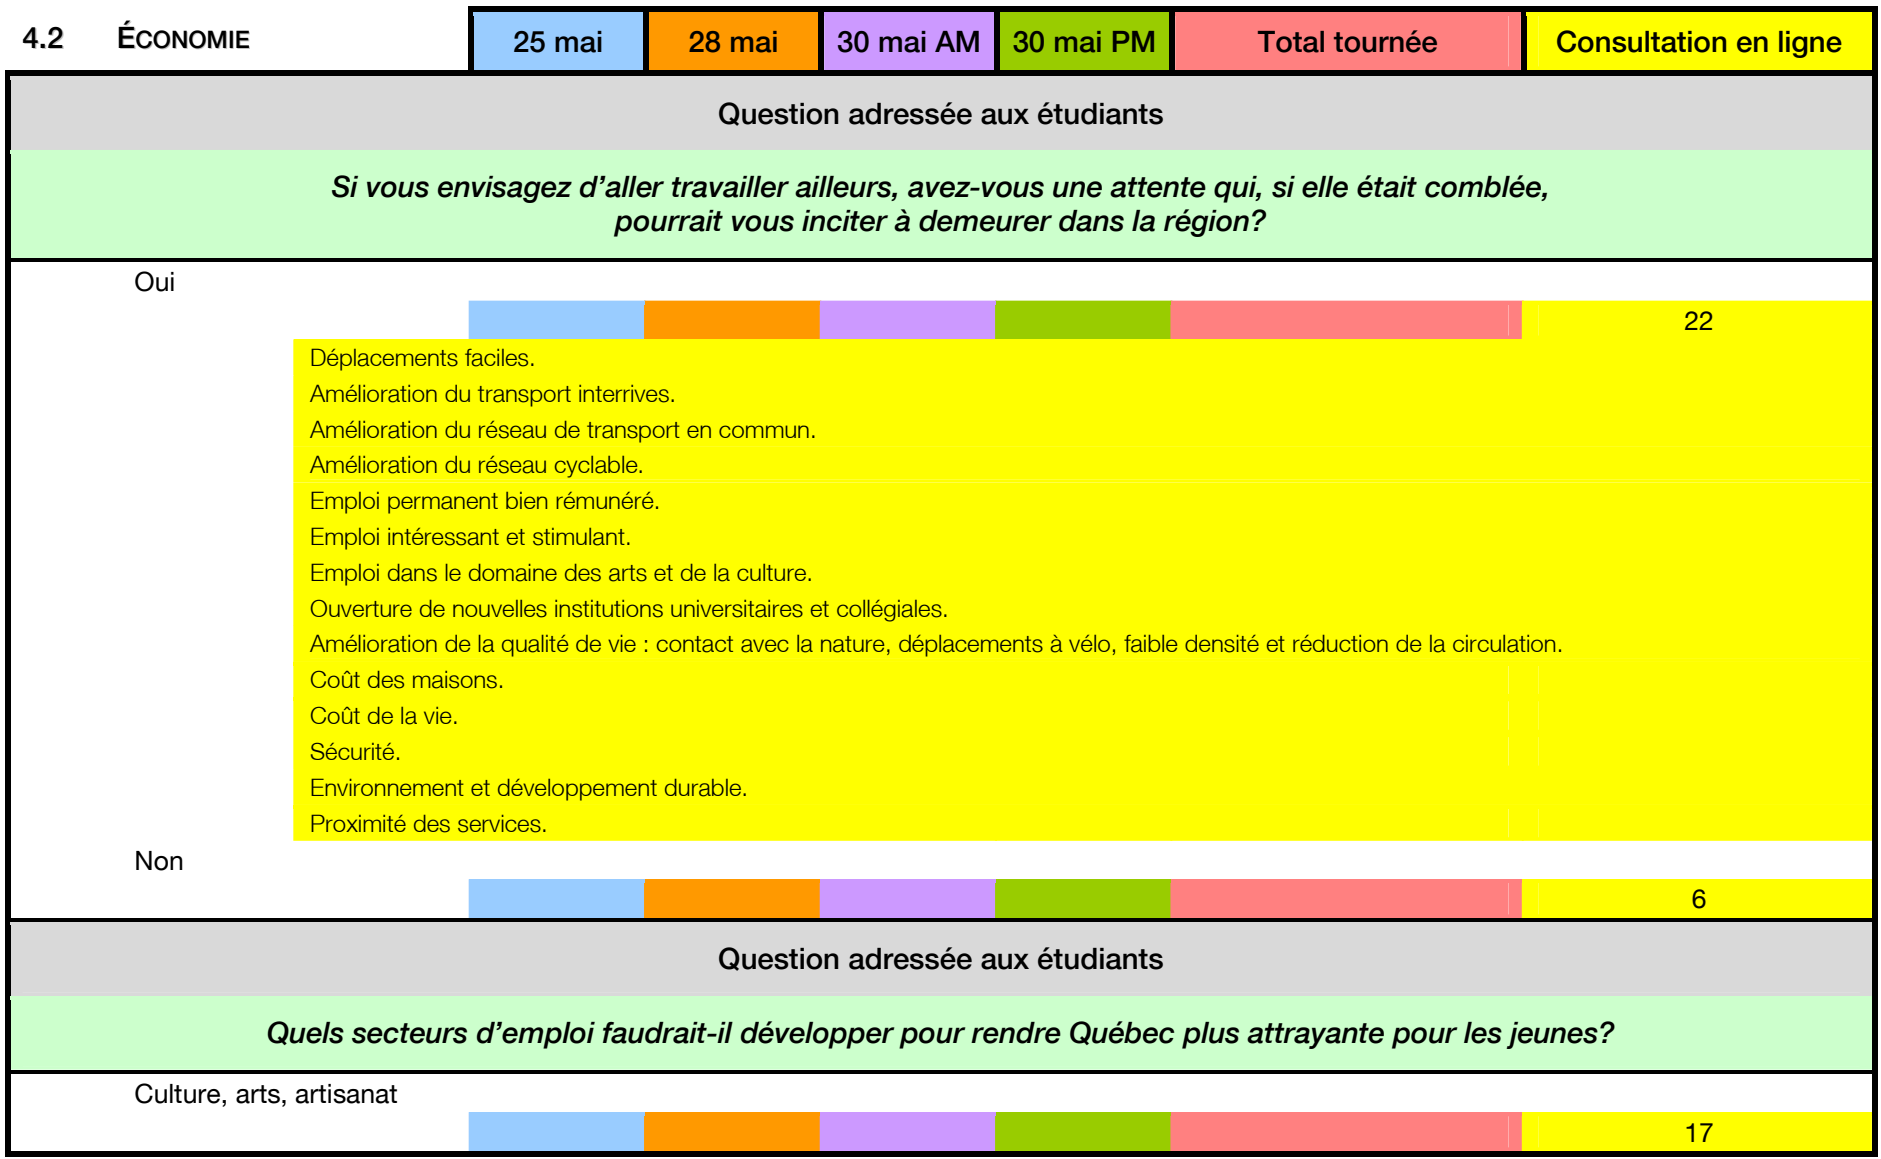 4.2 ÉCONOMIE 25 mai 28 mai 30 mai AM 30 mai PM Total tournée Consultation en ligne
Question adressée aux étudiants
Si vous envisagez d’aller travailler ailleurs, avez-vous une attente qui, si elle était comblée,
pourrait vous inciter à demeurer dans la région?
Oui
22
Déplacements faciles.
Amélioration du transport interrives.
Amélioration du réseau de transport en commun.
Amélioration du réseau cyclable.
Emploi permanent bien rémunéré.
Emploi intéressant et stimulant.
Emploi dans le domaine des arts et de la culture.
Ouverture de nouvelles institutions universitaires et collégiales.
Amélioration de la qualité de vie : contact avec la nature, déplacements à vélo, faible densité et réduction de la circulation.
Coût des maisons.
Coût de la vie.
Sécurité.
Environnement et développement durable.
Proximité des services.
Non
6
Question adressée aux étudiants
Quels secteurs d’emploi faudrait-il développer pour rendre Québec plus attrayante pour les jeunes?
Culture, arts, artisanat
17